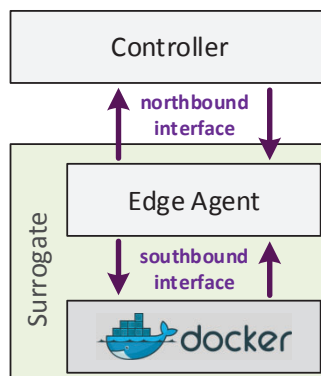 Controller
northbound
interface
Surrogate
Edge Agent
southbound
interface
docker